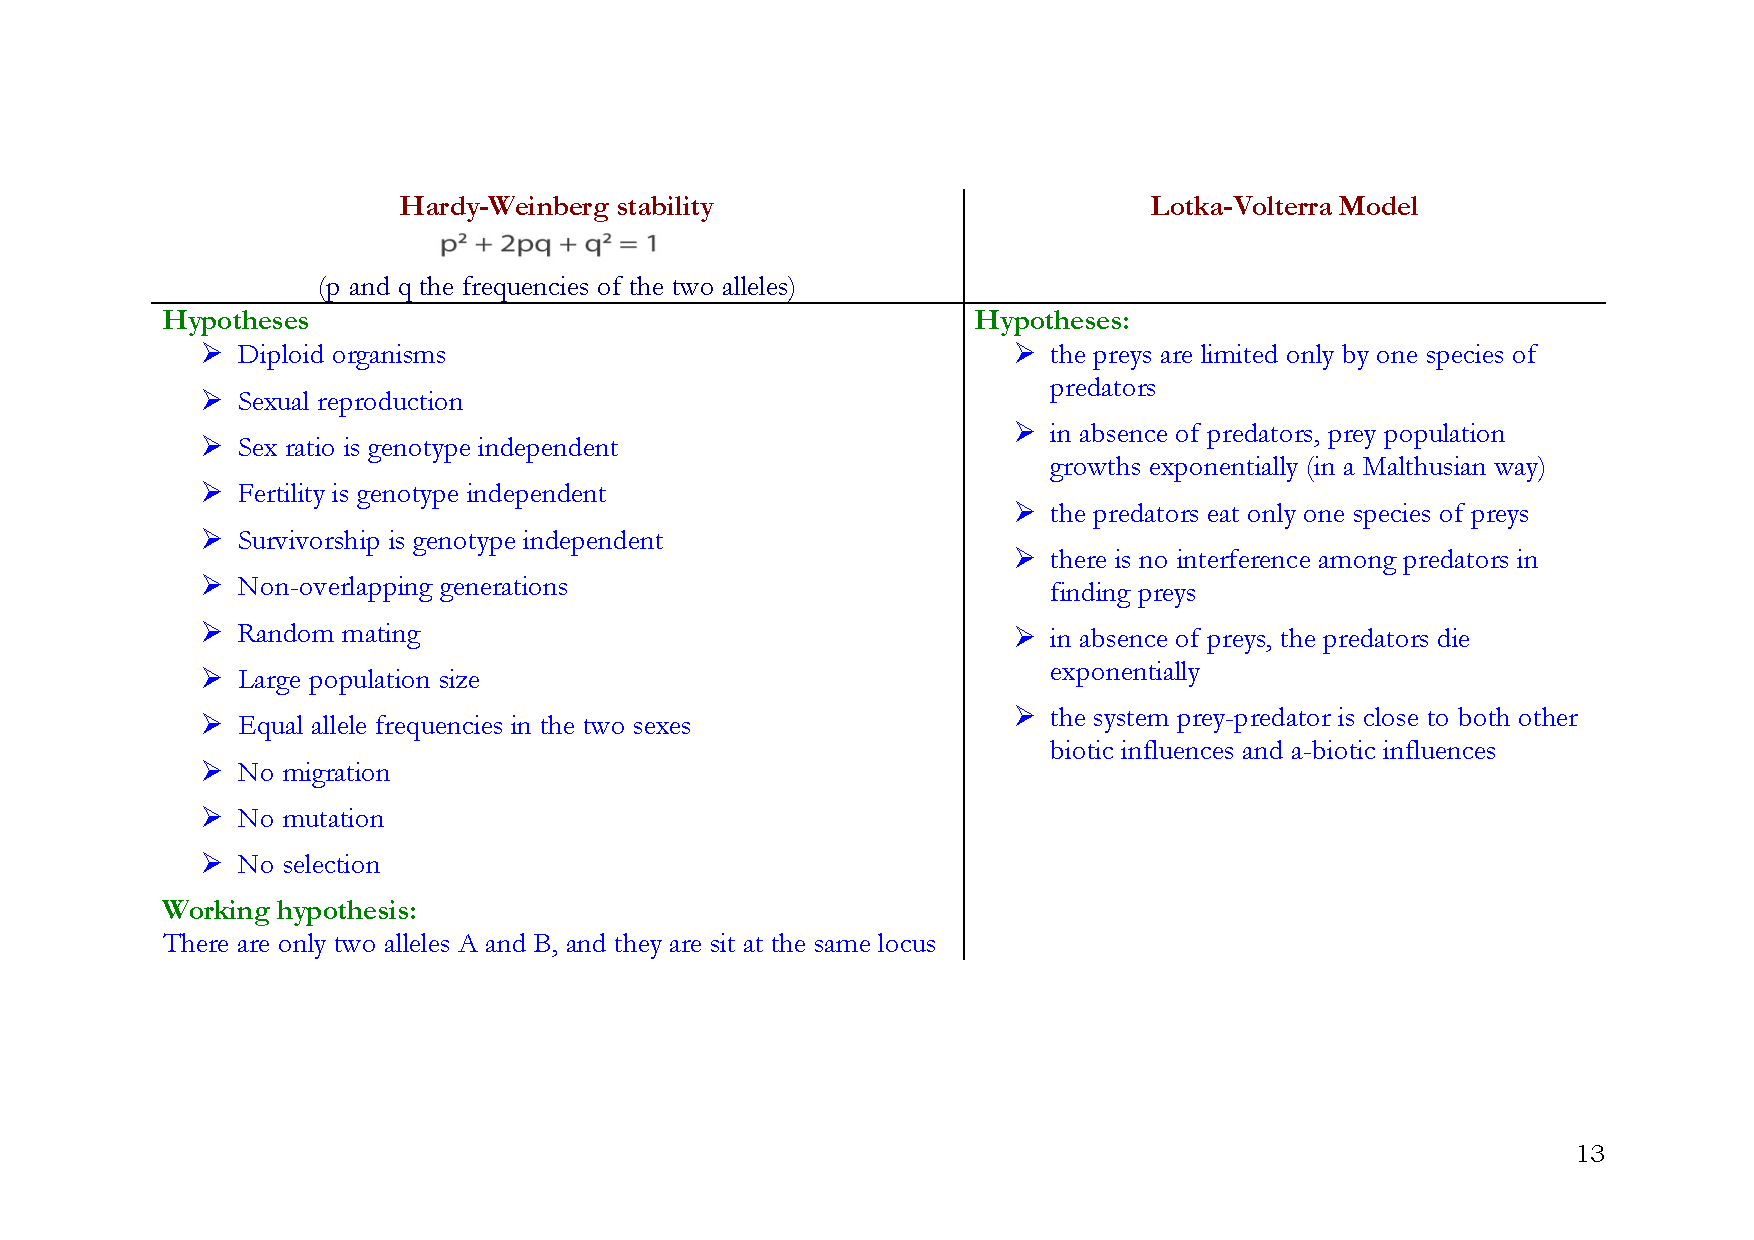 Hardy-Weinberg stability
p² + 2pq + q² = 1
(p and q the frequencies of the two alleles)
Hypotheses
➢ Diploid organisms
➢ Sexual reproduction
➢ Sex ratio is genotype independent
➢ Fertility is genotype independent
➢ Survivorship is genotype independent
➢ Non-overlapping generations
➢ Random mating
➢ Large population size
➢ Equal allele frequencies in the two sexes
➢ No migration
➢ No mutation
➢ No selection
Working hypothesis:
There are only two alleles A and B, and they are sit at the same locus
Lotka-Volterra Model
Hypotheses:
➢ the preys are limited only by one species of
predators
➢ in absence of predators, prey population
growths exponentially (in a Malthusian way)
➢ the predators eat only one species of preys
➢ there is no interference among predators in
finding preys
➢ in absence of preys, the predators die
exponentially
➢ the system prey-predator is close to both other
biotic influences and a-biotic influences
13